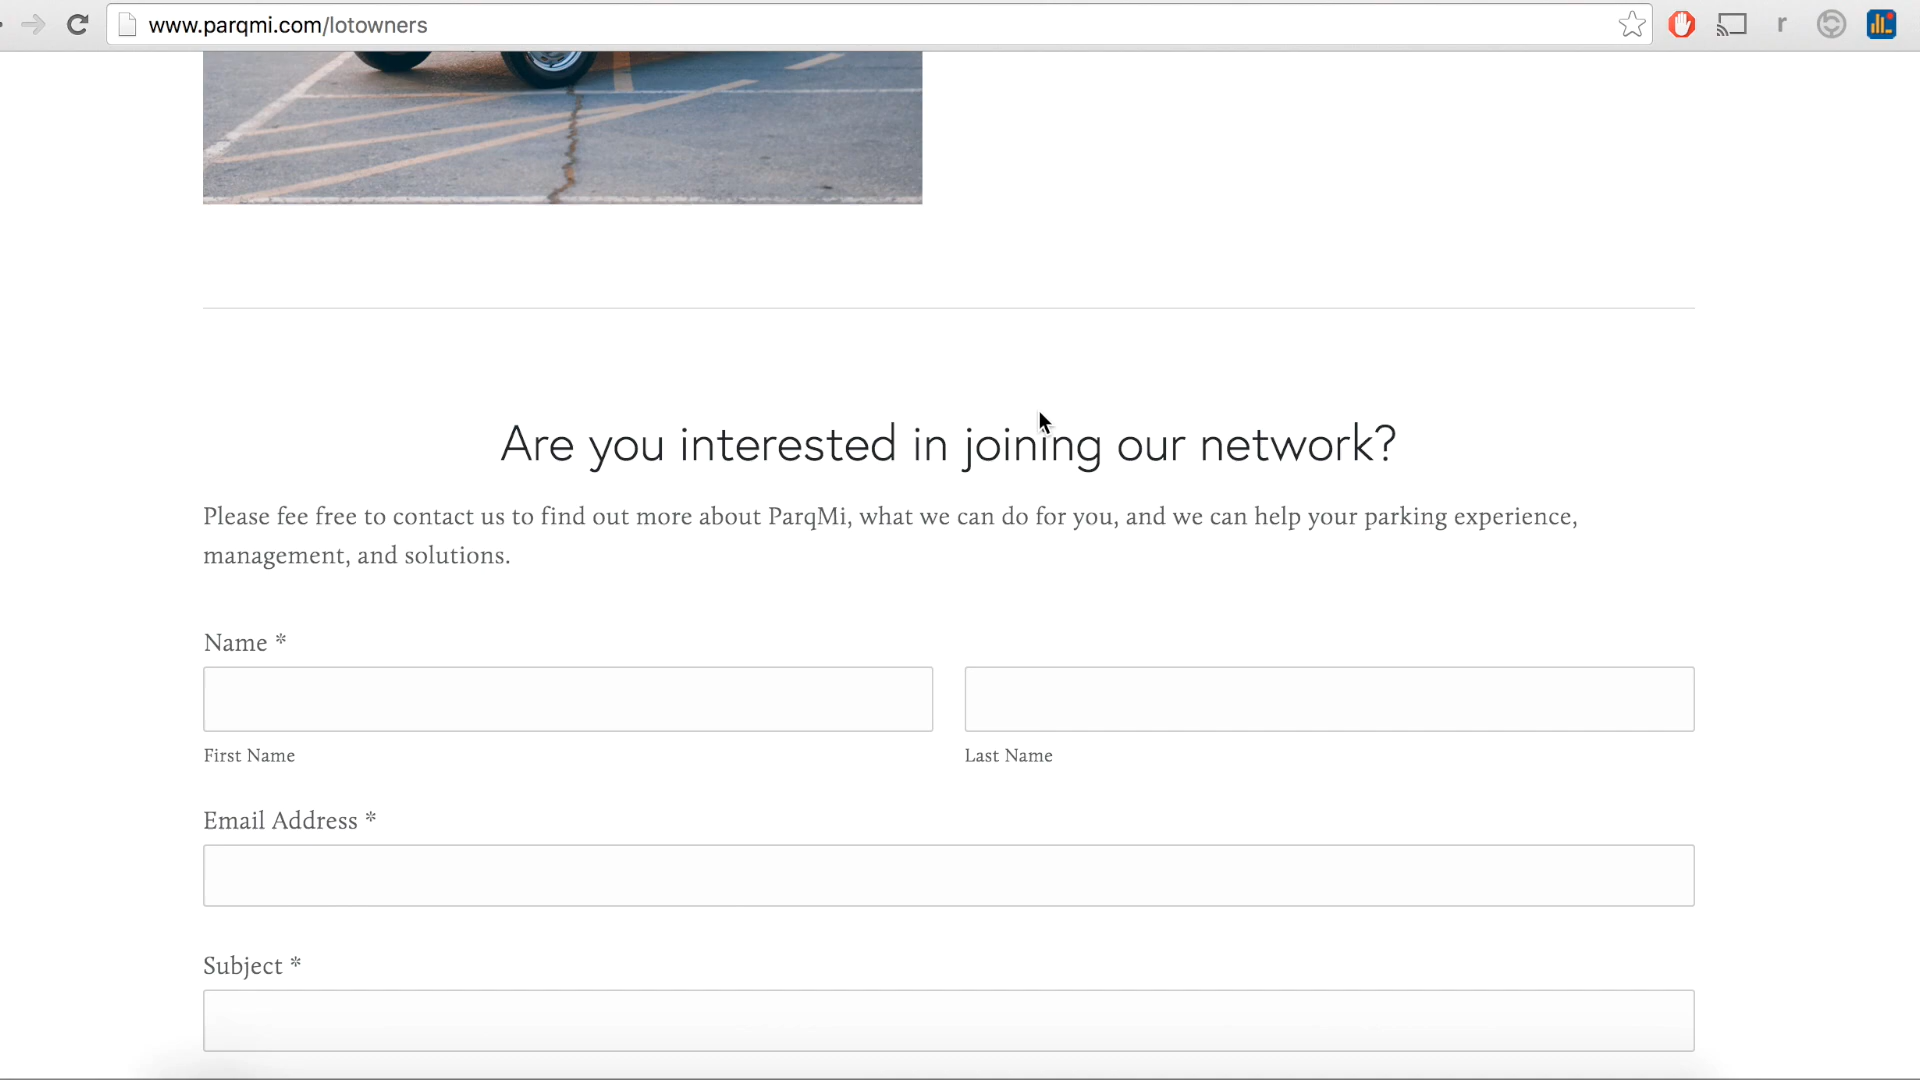 www.parqmi.com/lotowners
r
Are you interested in joining our network?
Please fee free to contact us to find out more about ParqMi, what we can do for you, and we can help your parking experience,
management, and solutions.
Name *
First Name
Last Name
Email Address *
Subject *